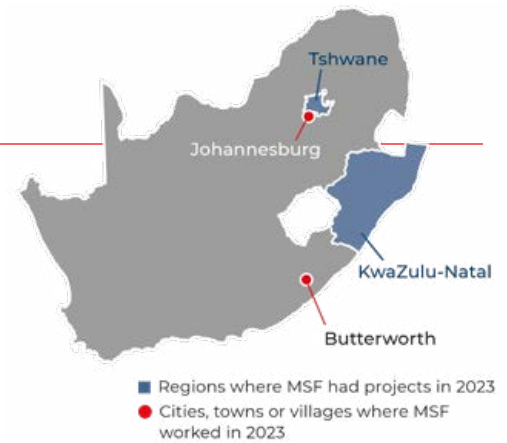 Tshwane
Johannesburg
KwaZulu-Natal
Butterworth
Regions where MSF had projects in 2023
Cities, towns or villages where MSF
worked in 2023